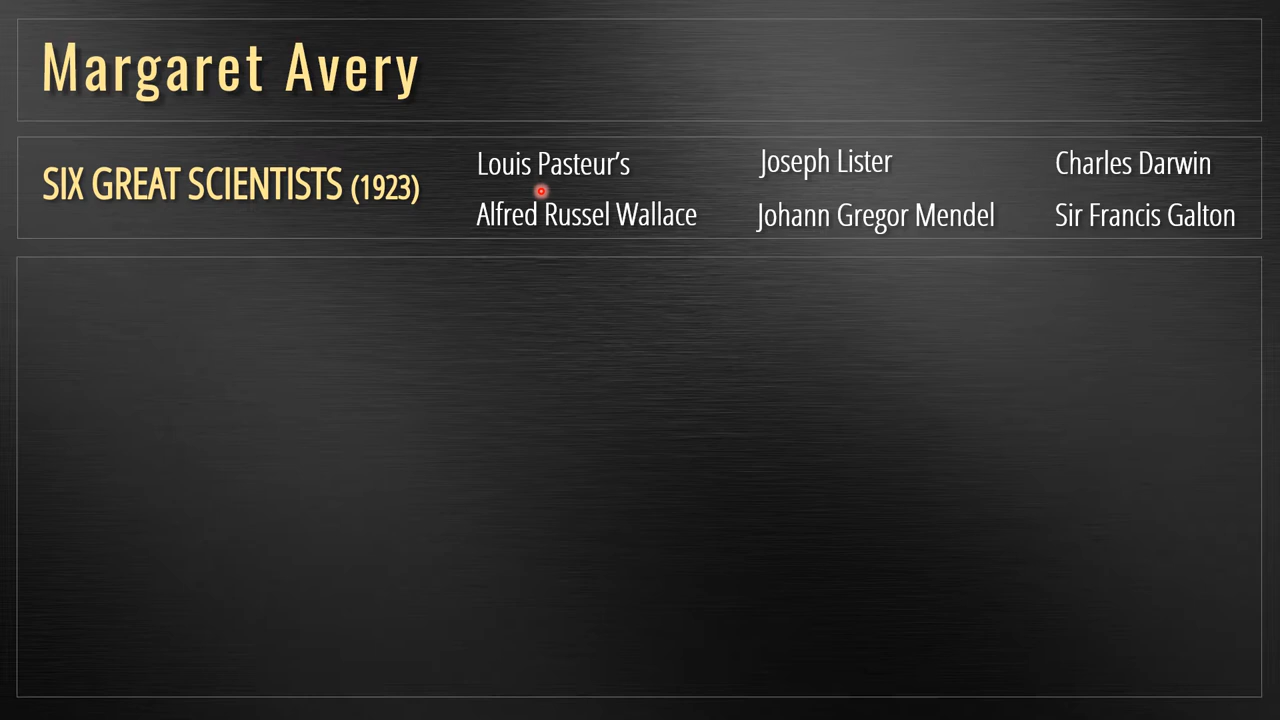 Margaret Avery
SIX GREAT SCIENTISTS (1923)
Louis Pasteur’s
Joseph Lister
Charles Darwin
Alfred Russel Wallace
Johann Gregor Mendel
Sir Francis Galton